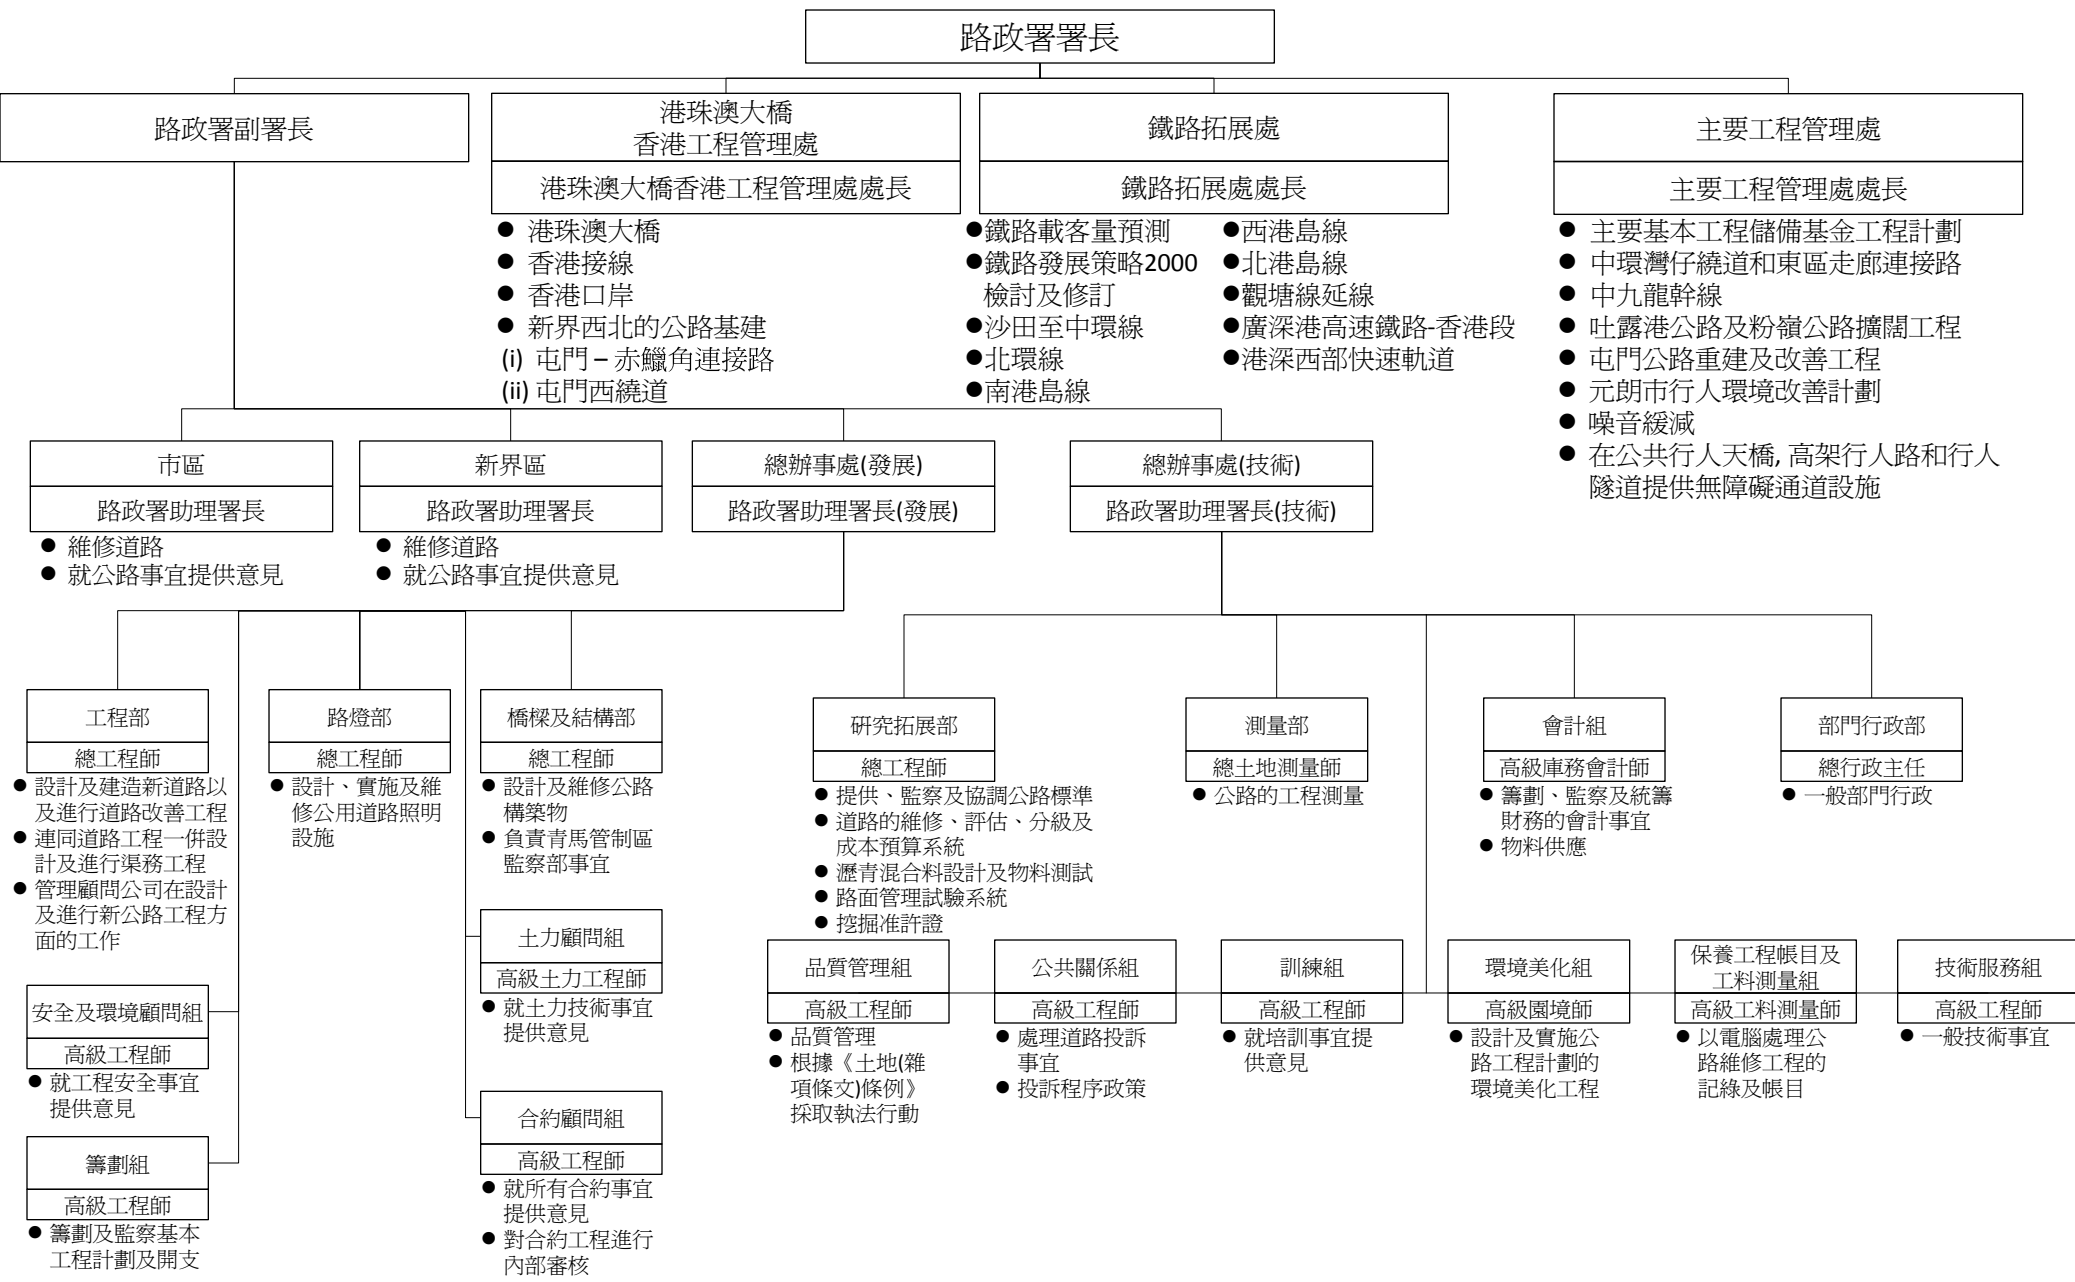 路政署署長
路政署副署長
港珠澳大橋
香港工程管理處
港珠澳大橋香港工程管理處處長
● 港珠澳大橋
● 香港接線
● 香港口岸
● 新界西北的公路基建
(i) 屯門 – 赤鱲角連接路
(ii) 屯門西繞道
鐵路拓展處
鐵路拓展處處長
●鐵路載客量預測
●鐵路發展策略2000
檢討及修訂
●沙田至中環線
●北環線
●南港島線
●西港島線
●北港島線
●觀塘線延線
●廣深港高速鐵路-香港段
●港深西部快速軌道
主要工程管理處
主要工程管理處處長
● 主要基本工程儲備基金工程計劃
● 中環灣仔繞道和東區走廊連接路
● 中九龍幹線
● 吐露港公路及粉嶺公路擴闊工程
● 屯門公路重建及改善工程
● 元朗市行人環境改善計劃
● 噪音緩減
● 在公共行人天橋, 高架行人路和行人
隧道提供無障礙通道設施
市區
路政署助理署長
● 維修道路
● 就公路事宜提供意見
新界區
路政署助理署長
● 維修道路
● 就公路事宜提供意見
總辦事處(發展)
路政署助理署長(發展)
總辦事處(技術)
路政署助理署長(技術)
工程部
總工程師
● 設計及建造新道路以
及進行道路改善工程
● 連同道路工程一併設
計及進行渠務工程
● 管理顧問公司在設計
及進行新公路工程方
面的工作
路燈部
總工程師
● 設計、實施及維
修公用道路照明
設施
橋樑及結構部
總工程師
● 設計及維修公路
構築物
● 負責青馬管制區
監察部事宜
土力顧問組
高級土力工程師
● 就土力技術事宜
提供意見
安全及環境顧問組
高級工程師
● 就工程安全事宜
提供意見
合約顧問組
高級工程師
● 就所有合約事宜
提供意見
● 對合約工程進行
內部審核
籌劃組
高級工程師
● 籌劃及監察基本
工程計劃及開支
研究拓展部
總工程師
● 提供、監察及協調公路標準
● 道路的維修、評估、分級及
成本預算系統
● 瀝青混合料設計及物料測試
● 路面管理試驗系統
● 挖掘准許證
測量部
總土地測量師
● 公路的工程測量
會計組
高級庫務會計師
● 籌劃、監察及統籌
財務的會計事宜
● 物料供應
部門行政部
總行政主任
● 一般部門行政
品質管理組
高級工程師
● 品質管理
● 根據《土地(雜
項條文)條例》
採取執法行動
公共關係組
高級工程師
● 處理道路投訴
事宜
● 投訴程序政策
訓練組
高級工程師
● 就培訓事宜提
供意見
環境美化組
高級園境師
● 設計及實施公
路工程計劃的
環境美化工程
保養工程帳目及
工料測量組
高級工料測量師
● 以電腦處理公
路維修工程的
記錄及帳目
技術服務組
高級工程師
● 一般技術事宜